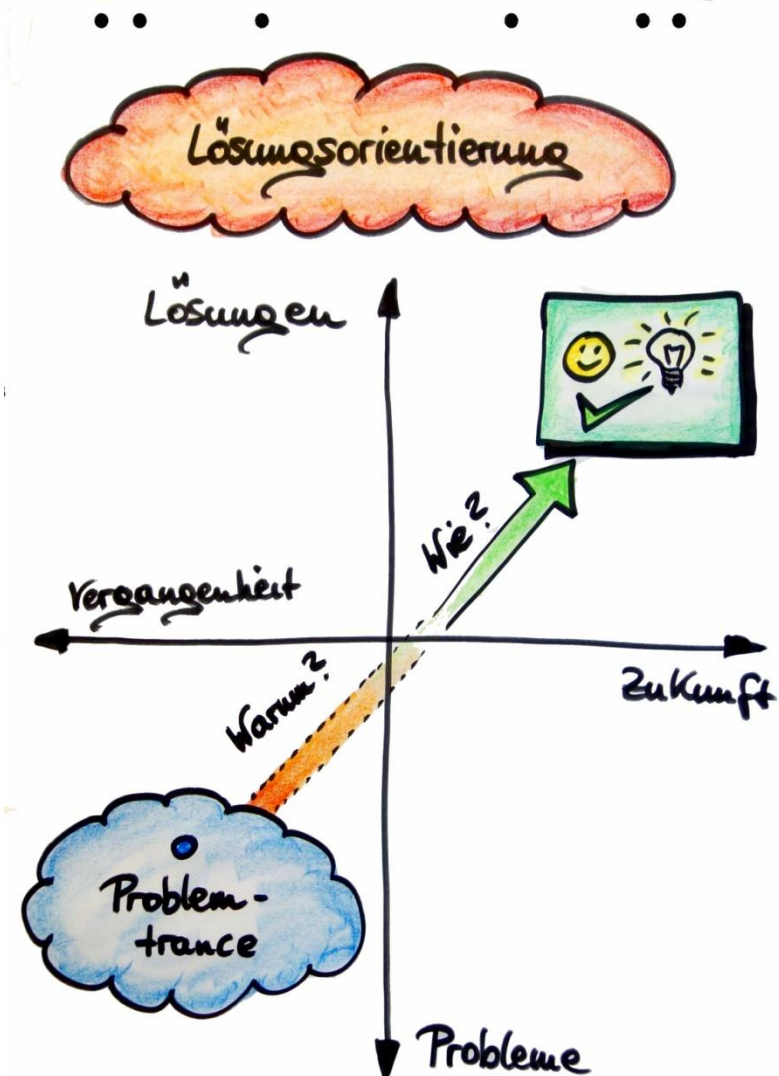 Lösungsorientierung
Lösungen
Wie?
Vergangenheit
Zukunft
Warum?
Problem-
trance
Probleme